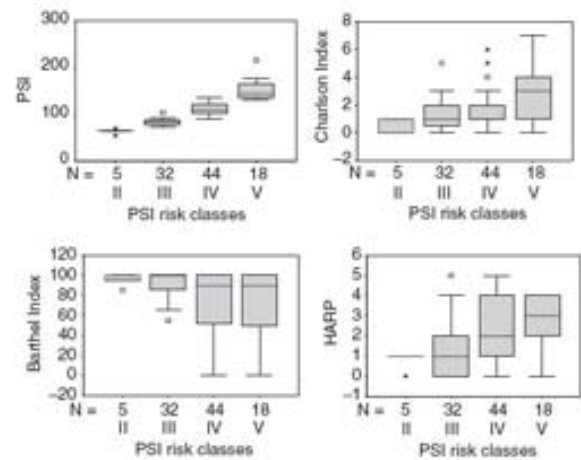 PSI
300
200
100
0
N = 5 32 44 18
II III IV V
PSI risk classes
Charlson Index
8
6
4
2
0
−2
N = 5 32 44 18
II III IV V
PSI risk classes
Barthel Index
120
100
80
60
40
20
0
−20
N = 5 32 44 18
II III IV V
PSI risk classes
HARP
6
5
4
3
2
1
0
−1
N = 5 32 44 18
II III IV V
PSI risk classes